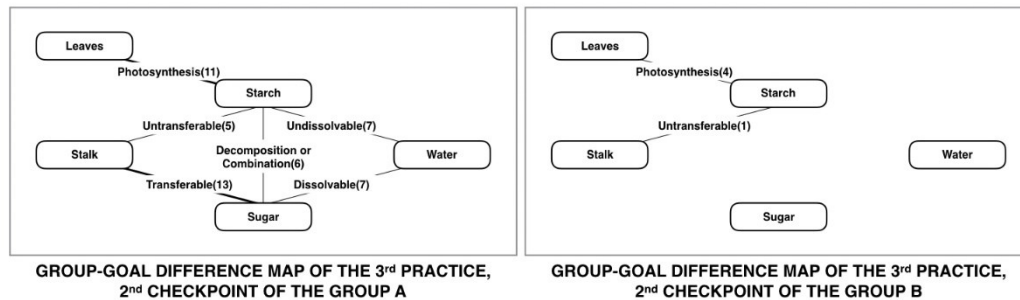 Leaves
Photosynthesis(11)
Starch
Untransferable(5)
Undissolvable(7)
Stalk
Decomposition or
Combination(6)
Water
Transferable(13)
Dissolvable(7)
Sugar
GROUP-GOAL DIFFERENCE MAP OF THE 3rd PRACTICE,
2nd CHECKPOINT OF THE GROUP A
Leaves
Photosynthesis(4)
Starch
Untransferable(1)
Stalk
Water
Sugar
GROUP-GOAL DIFFERENCE MAP OF THE 3rd PRACTICE,
2nd CHECKPOINT OF THE GROUP B